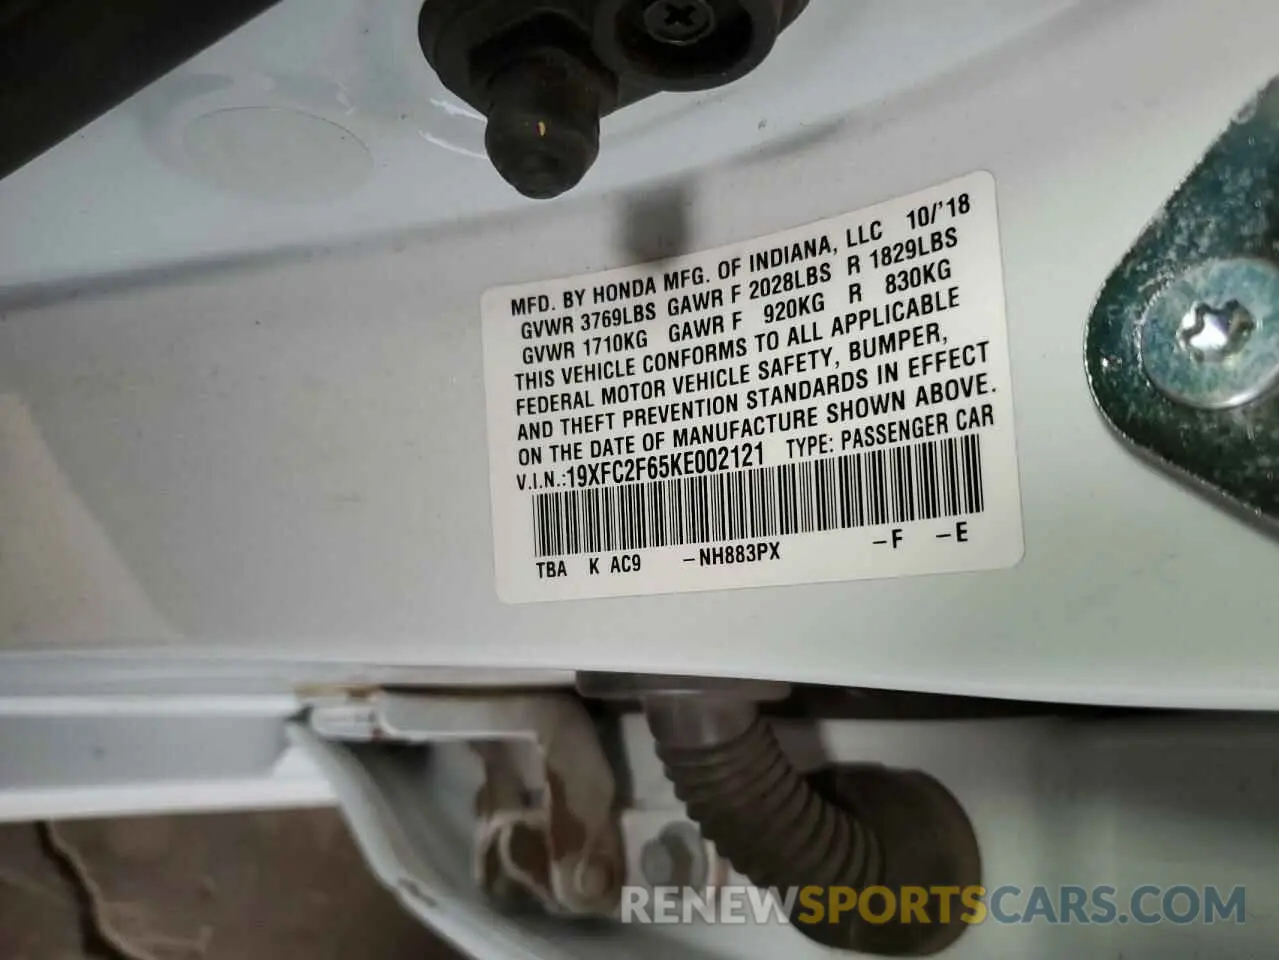 MFD. BY HONDA MFG. OF INDIANA, LLC 10/'18
GVWR 3769LBS GAWR F 2028LBS R 1829LBS
GVWR 1710KG GAWR F 920KG R 830KG
THIS VEHICLE CONFORMS TO ALL APPLICABLE
FEDERAL MOTOR VEHICLE SAFETY, BUMPER,
AND THEFT PREVENTION STANDARDS IN EFFECT
ON THE DATE OF MANUFACTURE SHOWN ABOVE.
V.I.N.:19XFC2F65KE002121 TYPE: PASSENGER CAR
TBA K AC9 -NH883PX -F -E
RENEWSPORTSCARS.COM